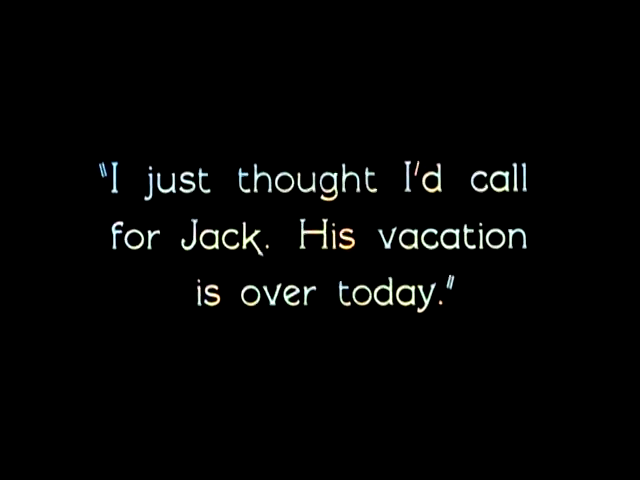 "I just thought I'd call
for Jack. His vacation
is over today."